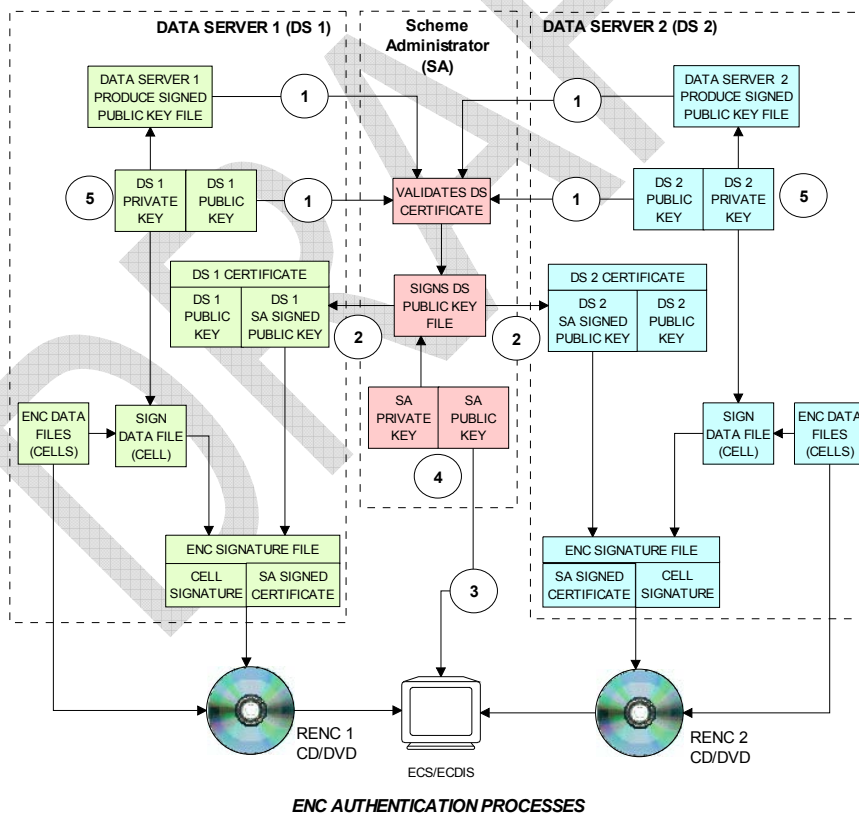 DATA SERVER 1 (DS 1)
Scheme
Administrator
(SA)
DATA SERVER 2 (DS 2)
DATA SERVER 1
PRODUCE SIGNED
PUBLIC KEY FILE
1
1
DATA SERVER 2
PRODUCE SIGNED
PUBLIC KEY FILE
5
DS 1
PRIVATE
KEY
DS 1
PUBLIC
KEY
1
VALIDATES DS
CERTIFICATE
1
DS 2
PUBLIC
KEY
DS 2
PRIVATE
KEY
5
DS 1 CERTIFICATE
DS 1
PUBLIC
KEY
DS 1
SA SIGNED
PUBLIC KEY
2
SIGNS DS
PUBLIC KEY
FILE
2
DS 2 CERTIFICATE
DS 2
SA SIGNED
PUBLIC KEY
DS 2
PUBLIC
KEY
SA
PRIVATE
KEY
SA
PUBLIC
KEY
4
ENC DATA
FILES
(CELLS)
SIGN
DATA FILE
(CELL)
SIGN
DATA FILE
(CELL)
ENC DATA
FILES
(CELLS)
ENC SIGNATURE FILE
CELL
SIGNATURE
SA SIGNED
CERTIFICATE
3
ENC SIGNATURE FILE
SA SIGNED
CERTIFICATE
CELL
SIGNATURE
RENC 1
CD/DVD
ECS/ECDIS
RENC 2
CD/DVD
ENC AUTHENTICATION PROCESSES
DRAF